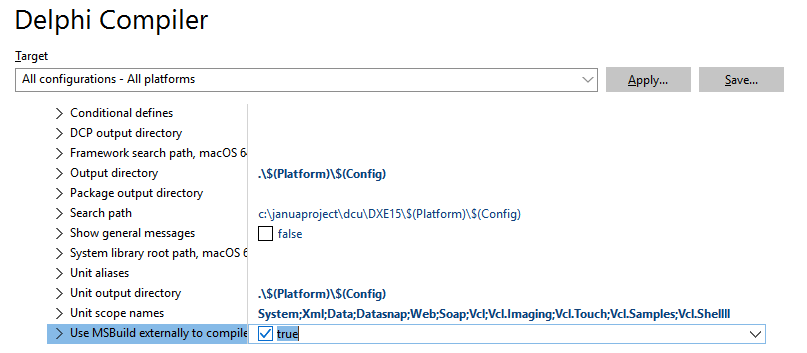 Delphi Compiler
Target
All configurations - All platforms
Apply...
Save...
Conditional defines
DCP output directory
Framework search path, macOS 64
Output directory .\$(Platform)\$(Config)
Package output directory
Search path c:\januaproject\dcu\DXE15\$(Platform)\$(Config)
Show general messages false
System library root path, macOS 6
Unit aliases
Unit output directory .\$(Platform)\$(Config)
Unit scope names System;Xml;Data;Datasnap;Web;Soap;Vcl;Vcl.Imaging;Vcl.Touch;Vcl.Samples;Vcl.Shellll
Use MSBuild externally to compile true